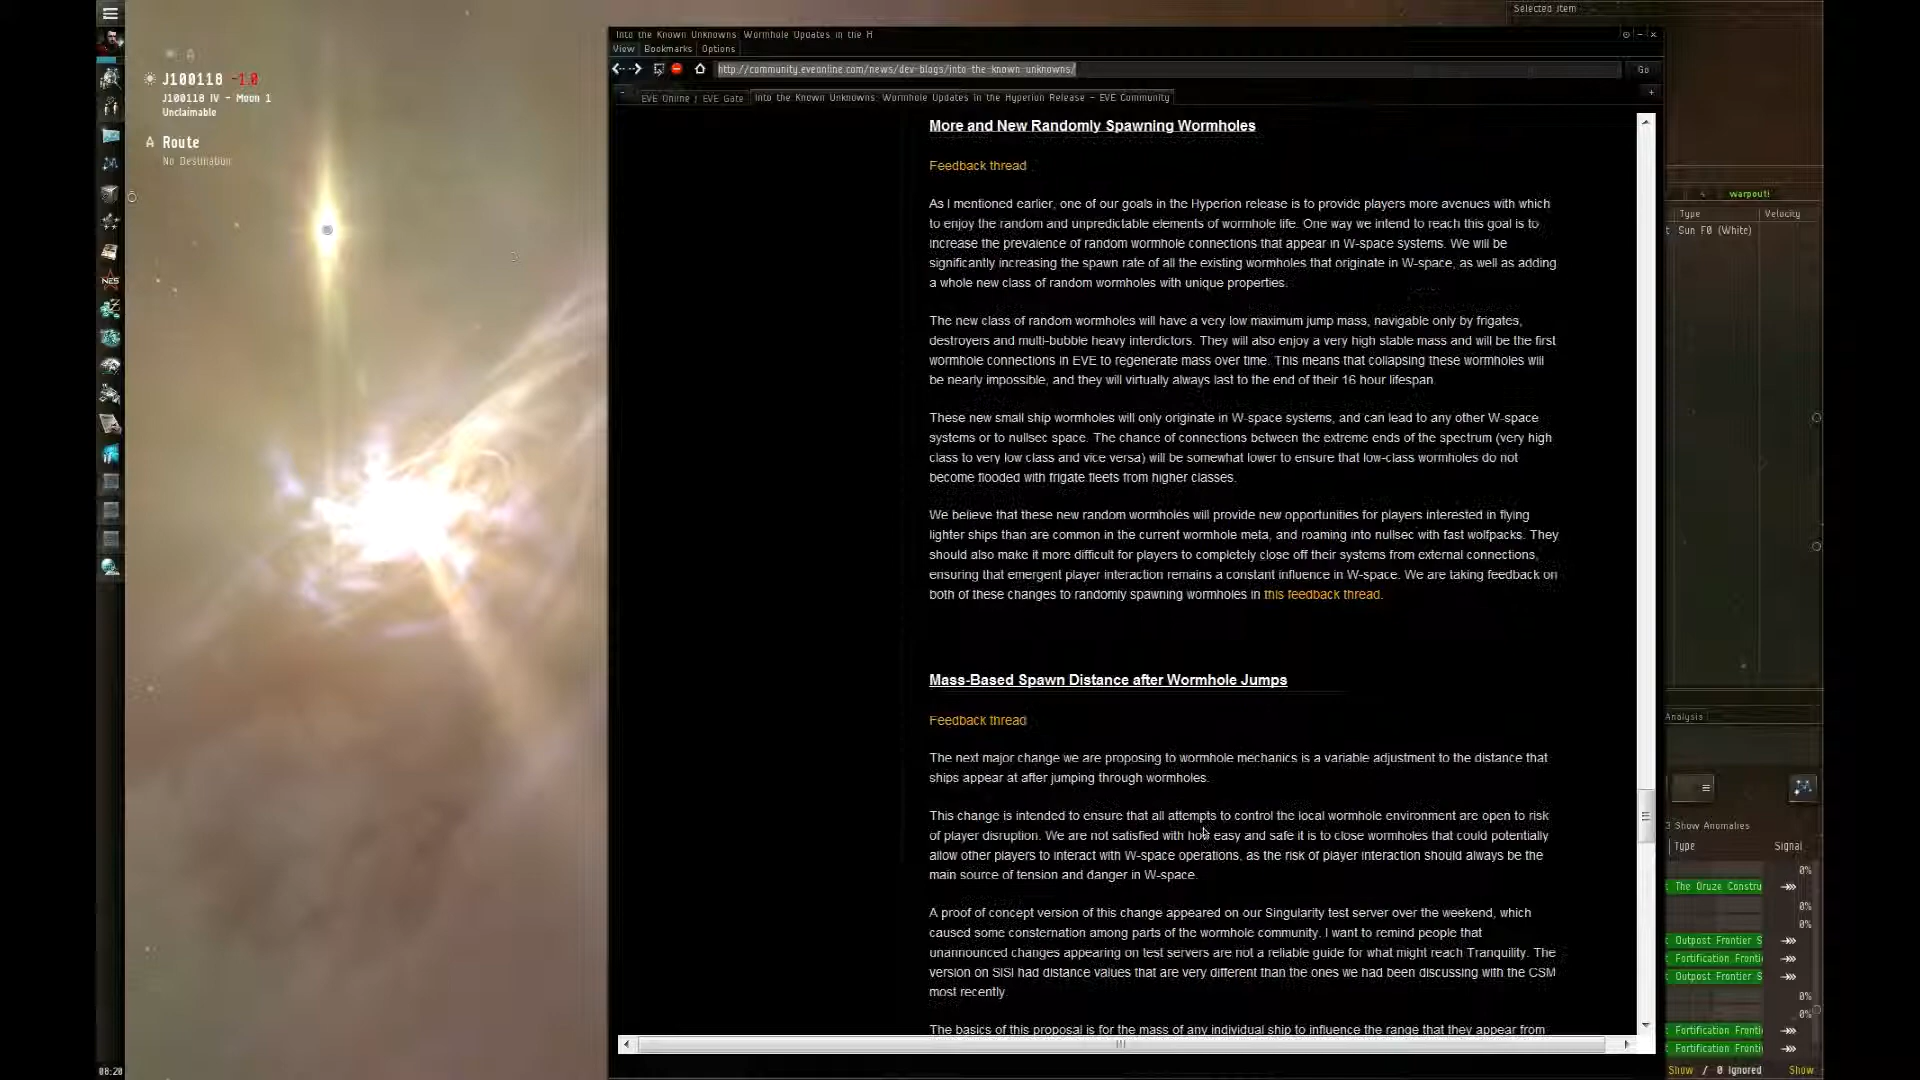 Selected Item
Into the Known Unknowns: Wormhole Updates in the H
View Bookmarks Options
http://community.eveonline.com/news/dev-blogs/into-the-known-unknowns/
Go
EVE Online | EVE Gate
Into the Known Unknowns: Wormhole Updates in the Hyperion Release - EVE Community
J100118 -1.0
J100118 IV - Moon 1
Unclaimable
Route
No Destination
NES
08:20
More and New Randomly Spawning Wormholes
Feedback thread
As I mentioned earlier, one of our goals in the Hyperion release is to provide players more avenues with which
to enjoy the random and unpredictable elements of wormhole life. One way we intend to reach this goal is to
increase the prevalence of random wormhole connections that appear in W-space systems. We will be
significantly increasing the spawn rate of all the existing wormholes that originate in W-space, as well as adding
a whole new class of random wormholes with unique properties.
The new class of random wormholes will have a very low maximum jump mass, navigable only by frigates,
destroyers and multi-bubble heavy interdictors. They will also enjoy a very high stable mass and will be the first
wormhole connections in EVE to regenerate mass over time. This means that collapsing these wormholes will
be nearly impossible, and they will virtually always last to the end of their 16 hour lifespan.
These new small ship wormholes will only originate in W-space systems, and can lead to any other W-space
systems or to nullsec space. The chance of connections between the extreme ends of the spectrum (very high
class to very low class and vice versa) will be somewhat lower to ensure that low-class wormholes do not
become flooded with frigate fleets from higher classes.
We believe that these new random wormholes will provide new opportunities for players interested in flying
lighter ships than are common in the current wormhole meta, and roaming into nullsec with fast wolfpacks. They
should also make it more difficult for players to completely close off their systems from external connections,
ensuring that emergent player interaction remains a constant influence in W-space. We are taking feedback on
both of these changes to randomly spawning wormholes in this feedback thread.
Mass-Based Spawn Distance after Wormhole Jumps
Feedback thread
The next major change we are proposing to wormhole mechanics is a variable adjustment to the distance that
ships appear at after jumping through wormholes.
This change is intended to ensure that all attempts to control the local wormhole environment are open to risk
of player disruption. We are not satisfied with how easy and safe it is to close wormholes that could potentially
allow other players to interact with W-space operations, as the risk of player interaction should always be the
main source of tension and danger in W-space.
A proof of concept version of this change appeared on our Singularity test server over the weekend, which
caused some consternation among parts of the wormhole community. I want to remind people that
unannounced changes appearing on test servers are not a reliable guide for what might reach Tranquility. The
version on SISI had distance values that are very different than the ones we had been discussing with the CSM
most recently.
The basics of this proposal is for the mass of any individual ship to influence the range that they appear from
warpout!
Type Velocity
Sun F0 (White)
Analysis
Show Anomalies
Type Signal
0%
The Oruze Constru
0%
0%
Outpost Frontier S
Fortification Fronti
Outpost Frontier S
0%
0%
Fortification Fronti
Fortification Fronti
Show / 0 Ignored Show